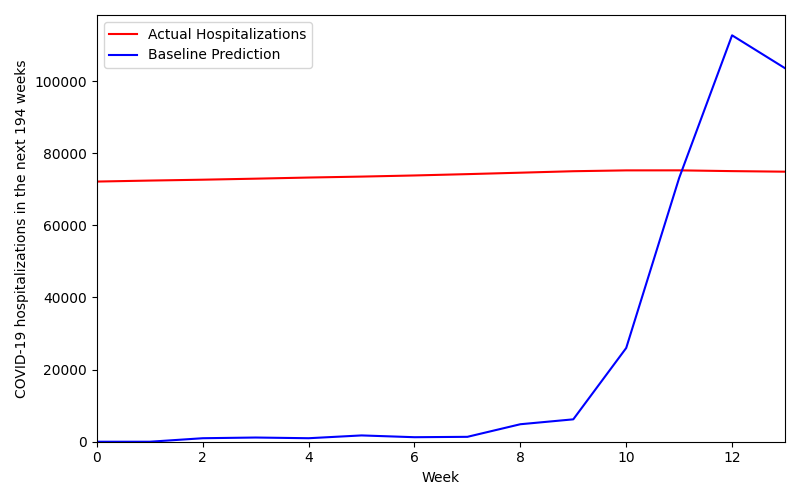 Actual Hospitalizations
Baseline Prediction
COVID-19 hospitalizations in the next 194 weeks
100000
80000
60000
40000
20000
0
0 2 4 6 8 10 12
Week